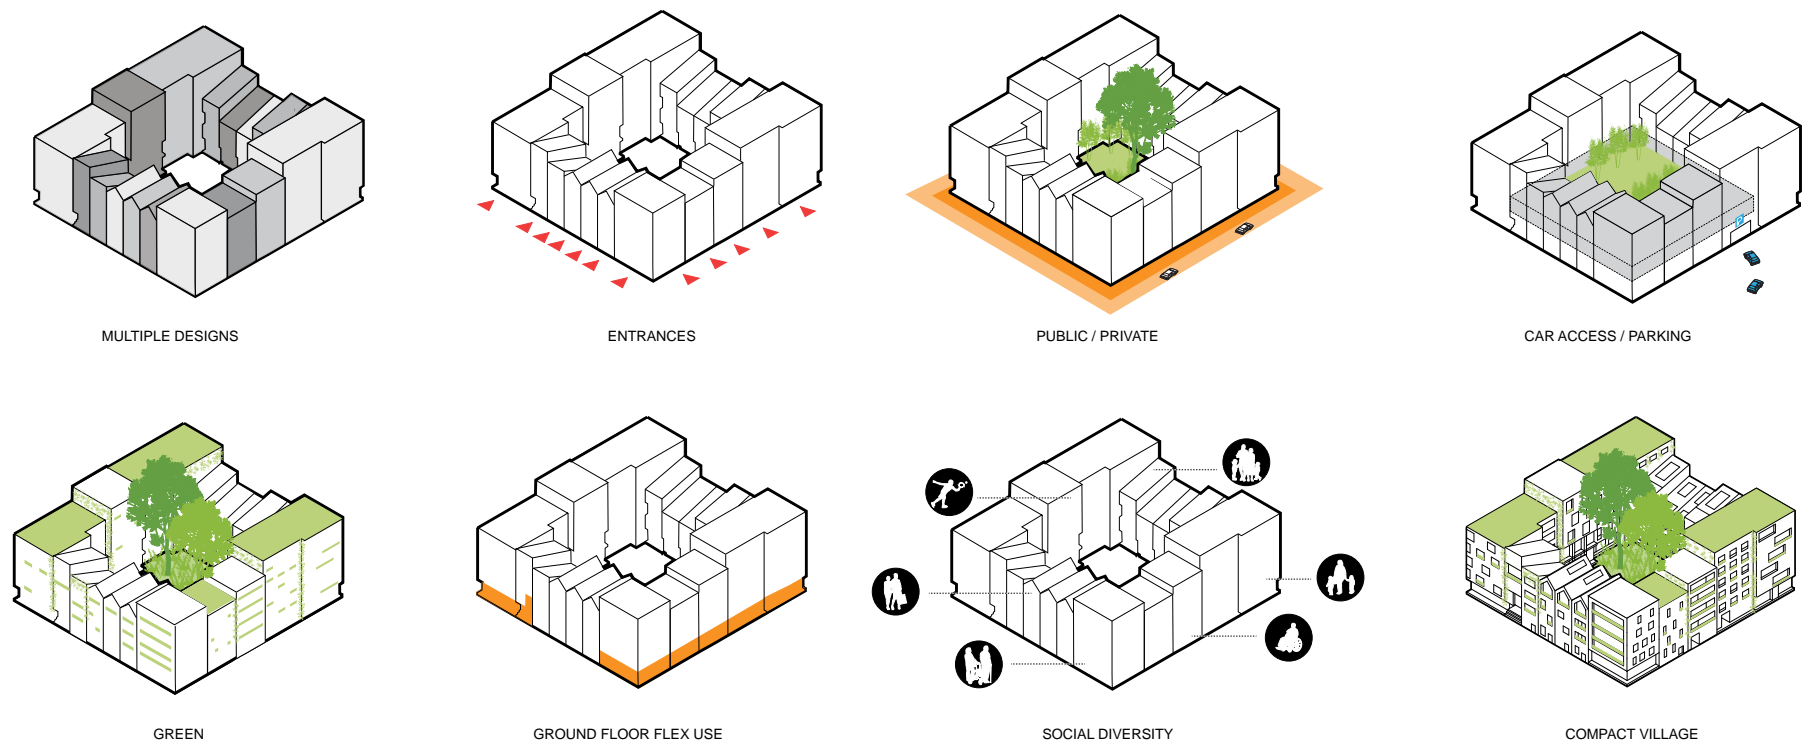 MULTIPLE DESIGNS
ENTRANCES
PUBLIC / PRIVATE
P
CAR ACCESS / PARKING
GREEN
GROUND FLOOR FLEX USE
SOCIAL DIVERSITY
COMPACT VILLAGE